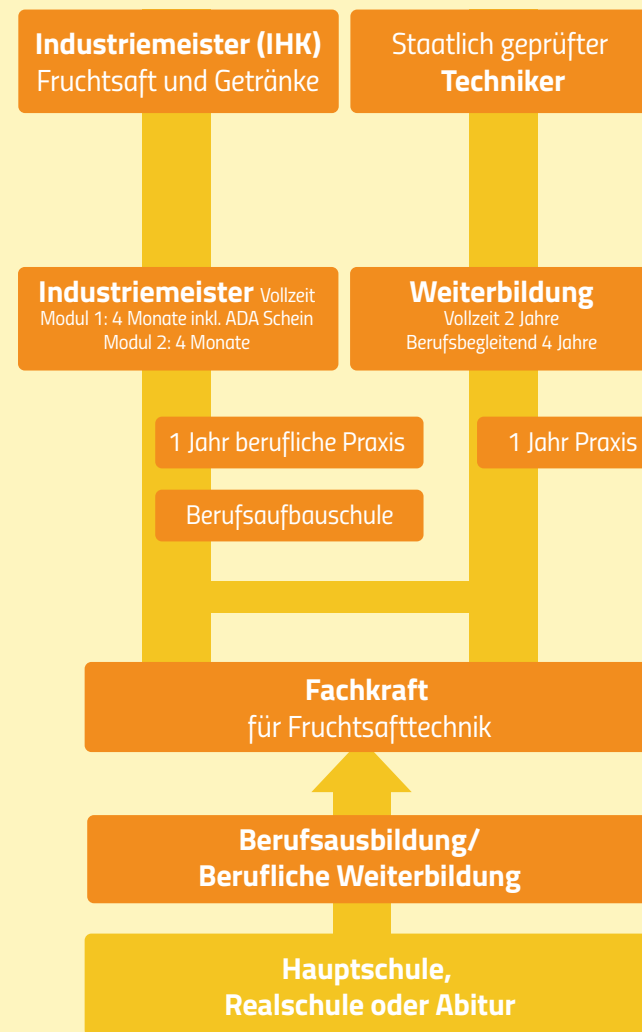 Industriemeister (IHK)
Fruchtsaft und Getränke
Staatlich geprüfter
Techniker
Industriemeister Vollzeit
Modul 1: 4 Monate inkl. ADA Schein
Modul 2: 4 Monate
Weiterbildung
Vollzeit 2 Jahre
Berufsbegleitend 4 Jahre
1 Jahr berufliche Praxis
1 Jahr Praxis
Berufsaufbauschule
Fachkraft
für Fruchtsafttechnik
Berufsausbildung/
Berufliche Weiterbildung
Hauptschule,
Realschule oder Abitur